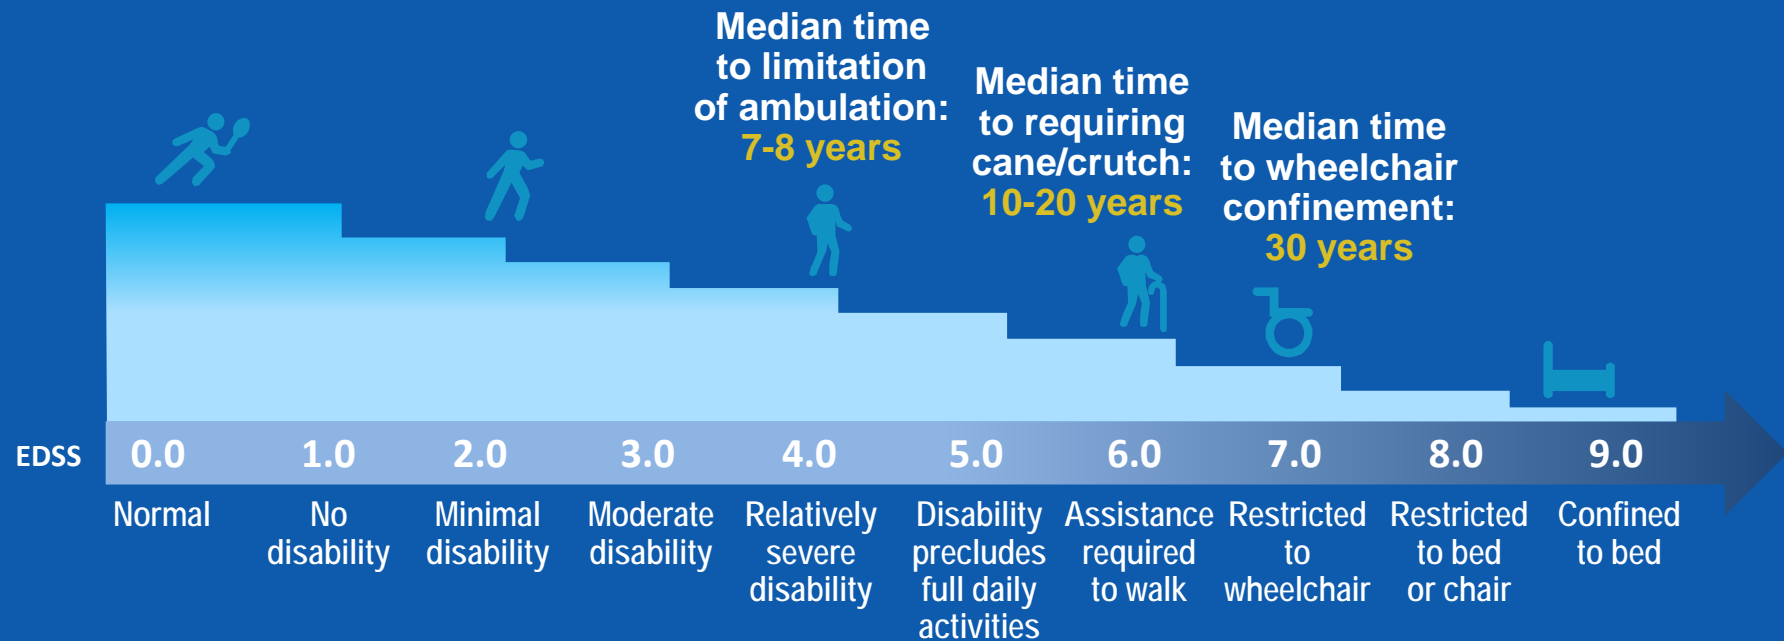 Median time
to limitation
of ambulation:
7-8 years
Median time
to requiring
cane/crutch:
10-20 years
Median time
to wheelchair
confinement:
30 years
EDSS 0.0 1.0 2.0 3.0 4.0 5.0 6.0 7.0 8.0 9.0
Normal
No
disability
Minimal
disability
Moderate
disability
Relatively
severe
disability
Disability
precludes
full daily
activities
Assistance
required
to walk
Restricted
to
wheelchair
Restricted
to bed
or chair
Confined
to bed